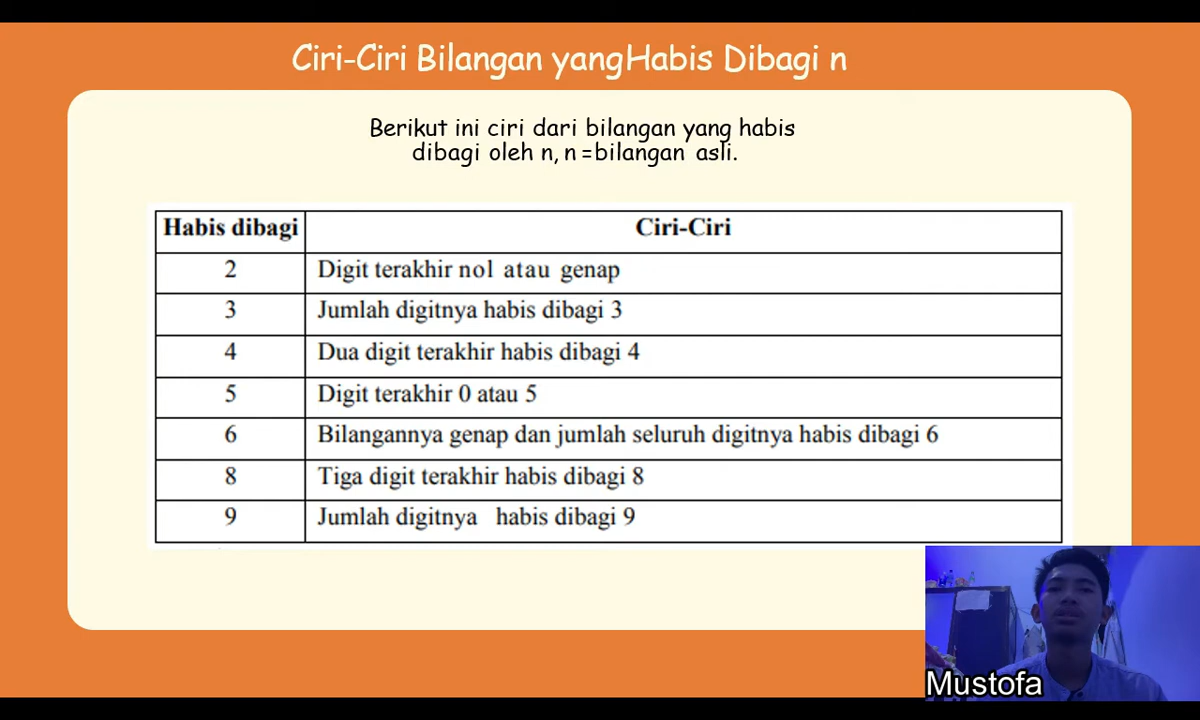 Ciri-Ciri Bilangan yangHabis Dibagi n
Berikut ini ciri dari bilangan yang habis
dibagi oleh n, n =bilangan asli.
Habis dibagi Ciri-Ciri
2 Digit terakhir nol atau genap
3 Jumlah digitnya habis dibagi 3
4 Dua digit terakhir habis dibagi 4
5 Digit terakhir 0 atau 5
6 Bilangannya genap dan jumlah seluruh digitnya habis dibagi 6
8 Tiga digit terakhir habis dibagi 8
9 Jumlah digitnya habis dibagi 9
Mustofa